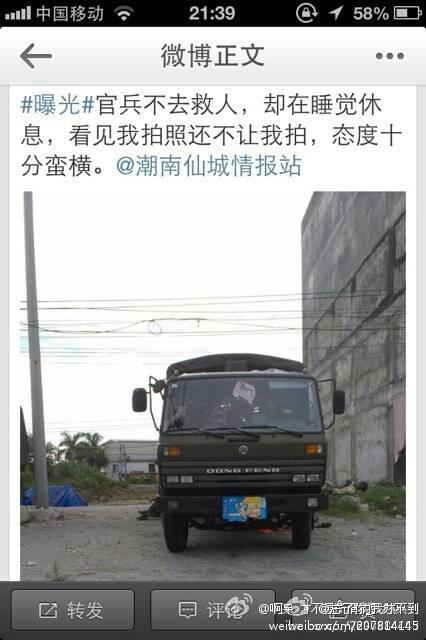 中国移动
21:39
58%
微博正文
#曝光#官兵不去救人，却在睡觉休
息，看见我拍照还不让我拍，态度十
分蛮横。@潮南仙城情报站
DONG FENG
转发
评论